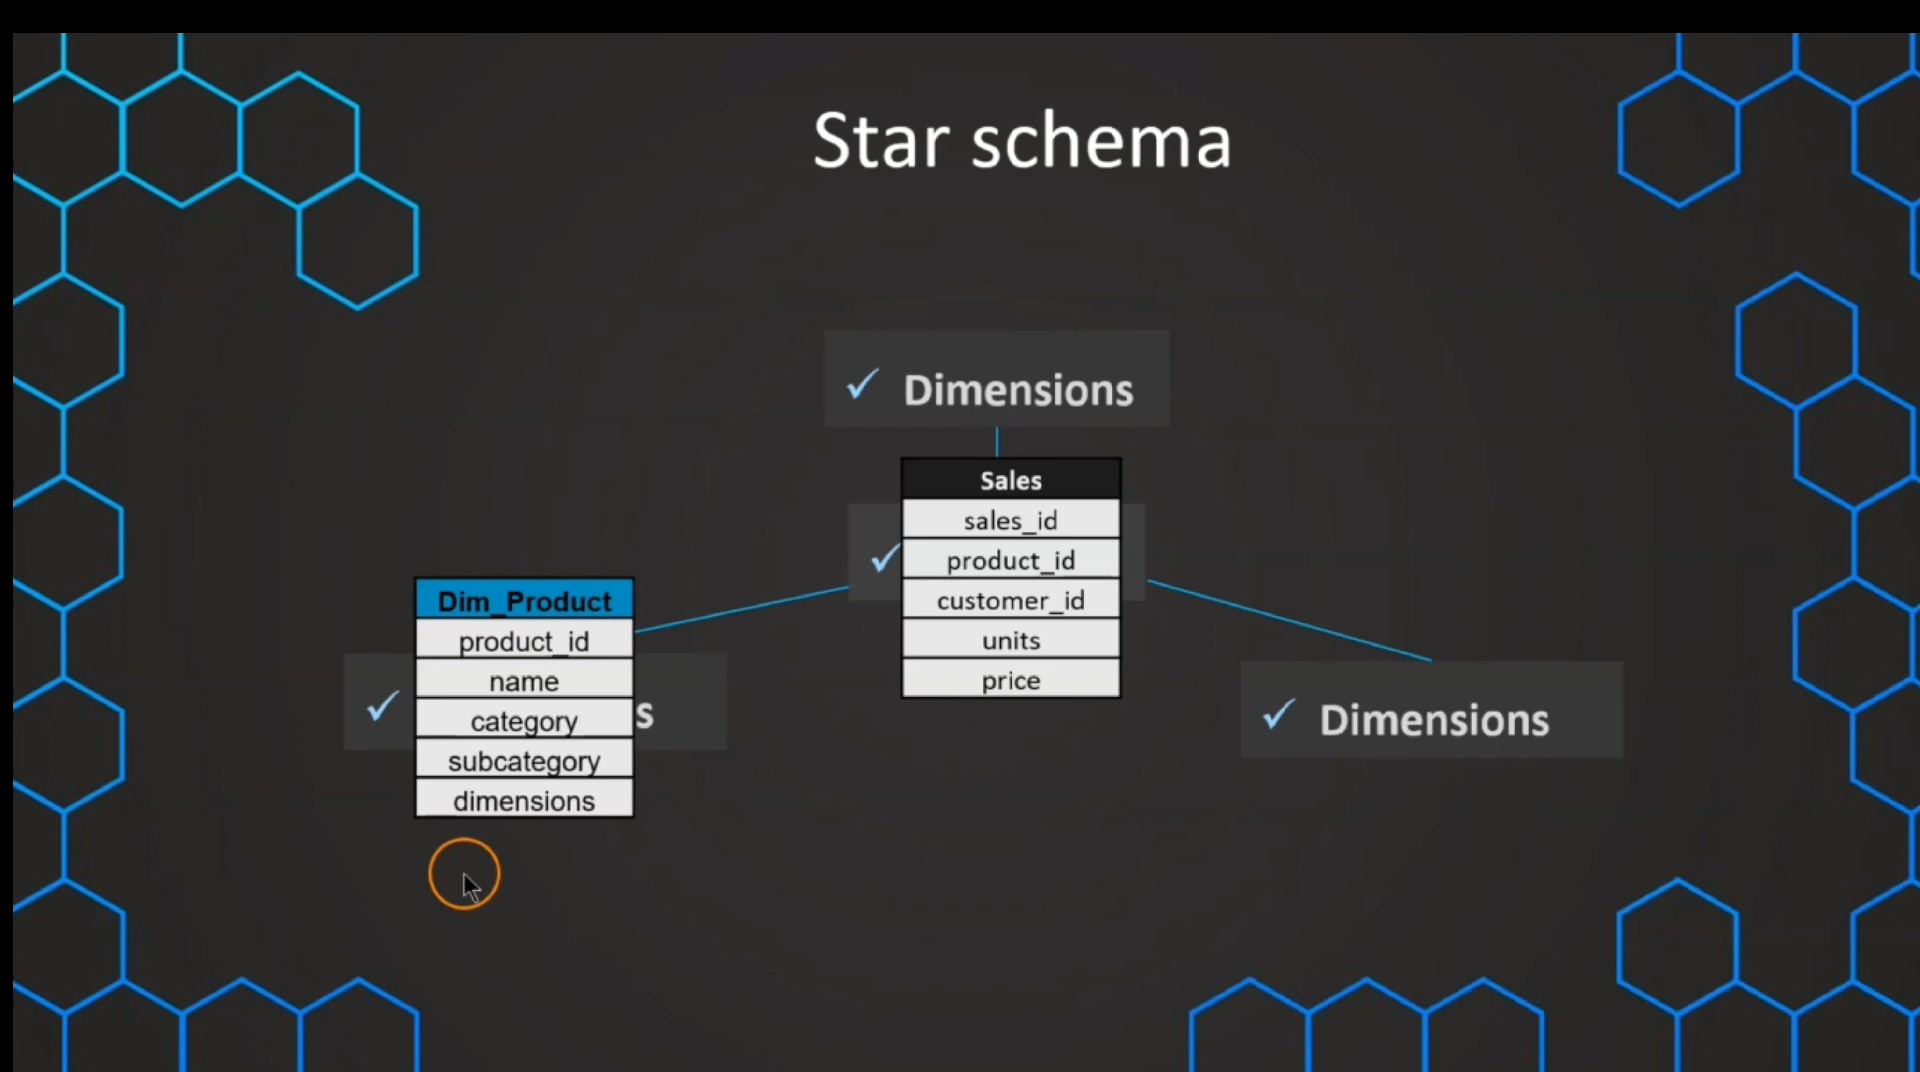 Star schema
Dimensions
Sales
sales_id
product_id
customer_id
units
price
Dim_Product
product_id
name
category
subcategory
dimensions
s
Dimensions